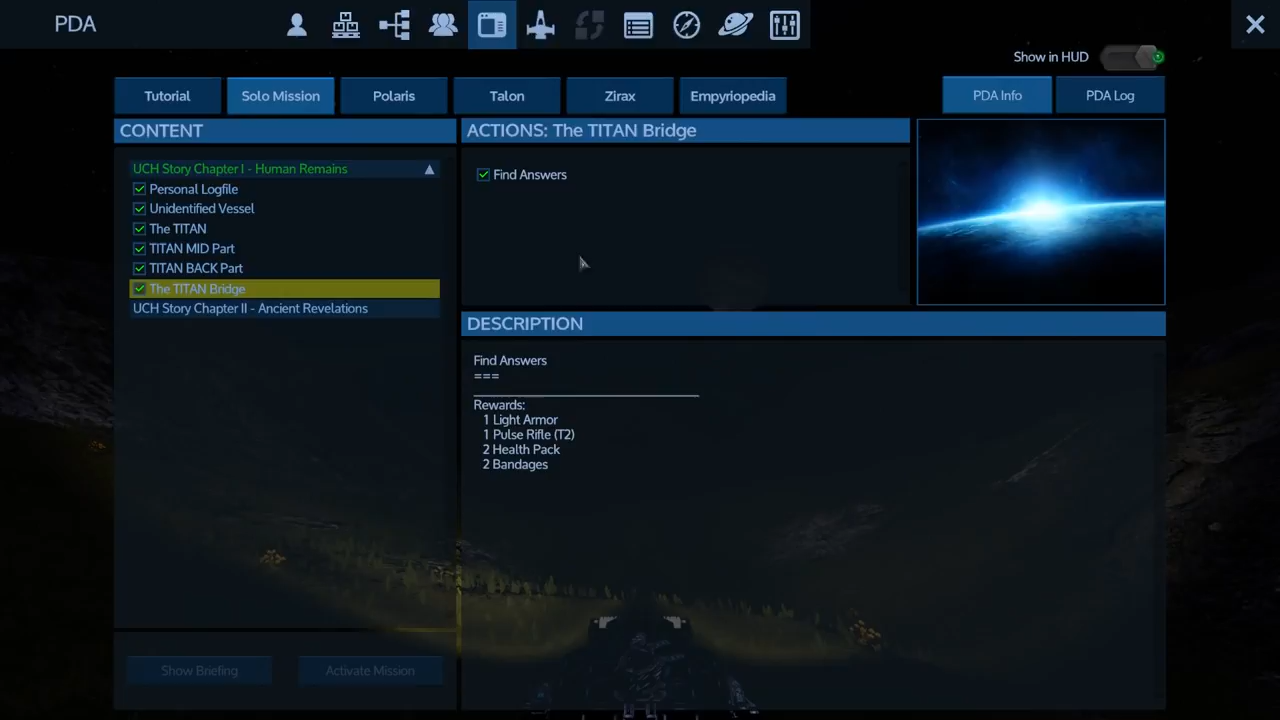 PDA
Show in HUD
Tutorial
Solo Mission
Polaris
Talon
Zirax
Empyriopedia
PDA Info
PDA Log
CONTENT
UCH Story Chapter I - Human Remains
Personal Logfile
Unidentified Vessel
The TITAN
TITAN MID Part
TITAN BACK Part
The TITAN Bridge
UCH Story Chapter II - Ancient Revelations
Show Briefing
Activate Mission
ACTIONS: The TITAN Bridge
Find Answers
DESCRIPTION
Find Answers
===
Rewards:
1 Light Armor
1 Pulse Rifle (T2)
2 Health Pack
2 Bandages